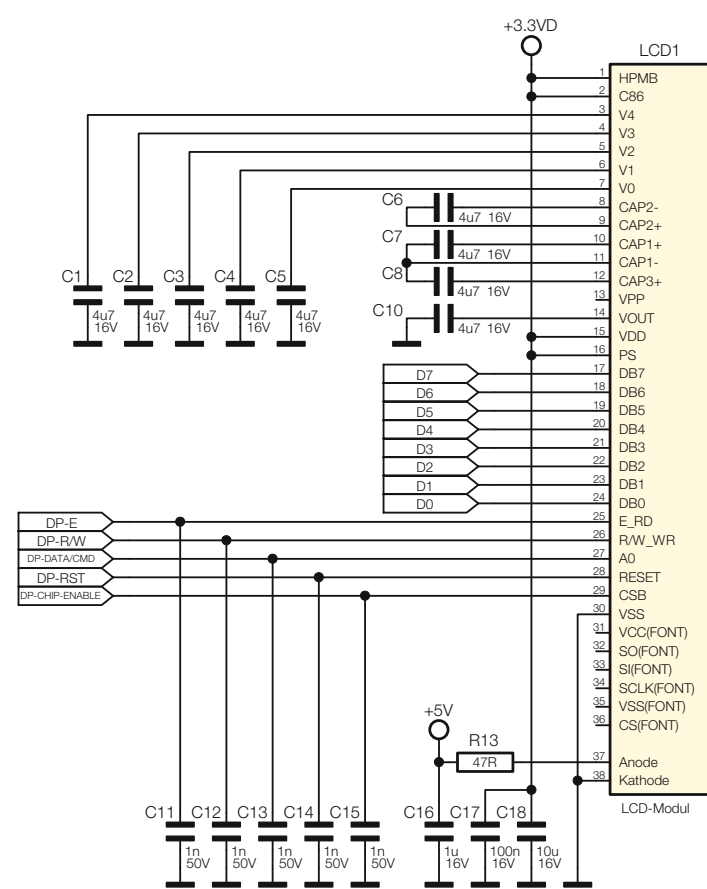 +3.3VD
LCD1
1 HPMB
2 C86
3 V4
4 V3
5 V2
6 V1
7 V0
C6 4u7 16V 8 CAP2-
9 CAP2+
C7 4u7 16V 10 CAP1+
11 CAP1-
C8 4u7 16V 12 CAP3+
13 VPP
C10 4u7 16V 14 VOUT
15 VDD
16 PS
C1 C2 C3 C4 C5
4u7 4u7 4u7 4u7 4u7
16V 16V 16V 16V 16V
D7 17 DB7
D6 18 DB6
D5 19 DB5
D4 20 DB4
D3 21 DB3
D2 22 DB2
D1 23 DB1
D0 24 DB0
DP-E 25 E_RD
DP-R/W 26 R/W_WR
DP-DATA/CMD 27 A0
DP-RST 28 RESET
DP-CHIP-ENABLE 29 CSB
30 VSS
31 VCC(FONT)
32 SO(FONT)
33 SI(FONT)
34 SCLK(FONT)
35 VSS(FONT)
36 CS(FONT)
+5V
R13
47R
37 Anode
38 Kathode
LCD-Modul
C11 C12 C13 C14 C15 C16 C17 C18
1n 1n 1n 1n 1n 1u 100n 10u
50V 50V 50V 50V 50V 16V 16V 16V